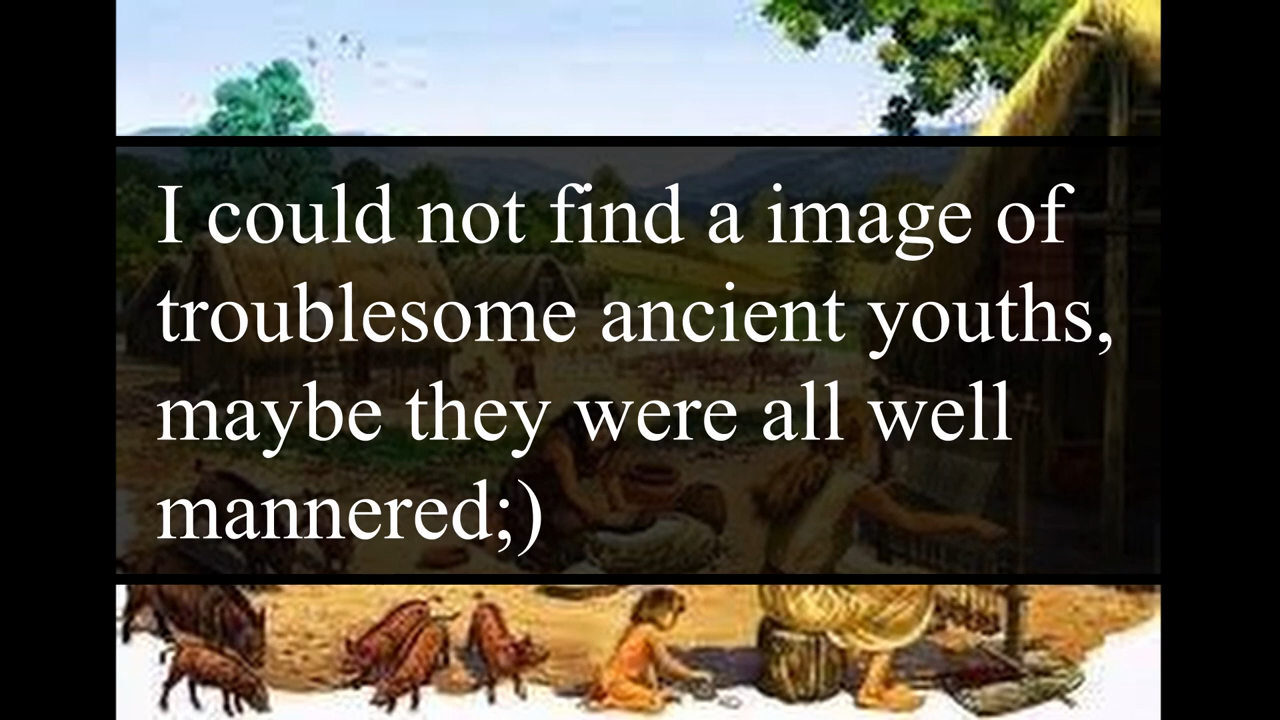 I could not find a image of
troublesome ancient youths,
maybe they were all well
mannered;)